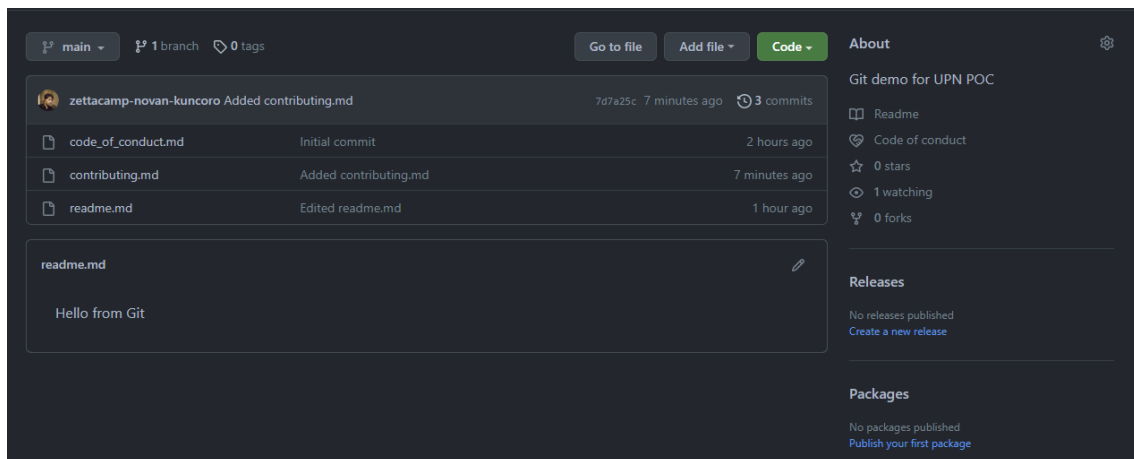 main
1 branch
0 tags
Go to file
Add file
Code
zettacamp-novan-kuncoro Added contributing.md 7d7a25c 7 minutes ago 3 commits
code_of_conduct.md Initial commit 2 hours ago
contributing.md Added contributing.md 7 minutes ago
readme.md Edited readme.md 1 hour ago
readme.md
Hello from Git
About
Git demo for UPN POC
Readme
Code of conduct
0 stars
1 watching
0 forks
Releases
No releases published
Create a new release
Packages
No packages published
Publish your first package